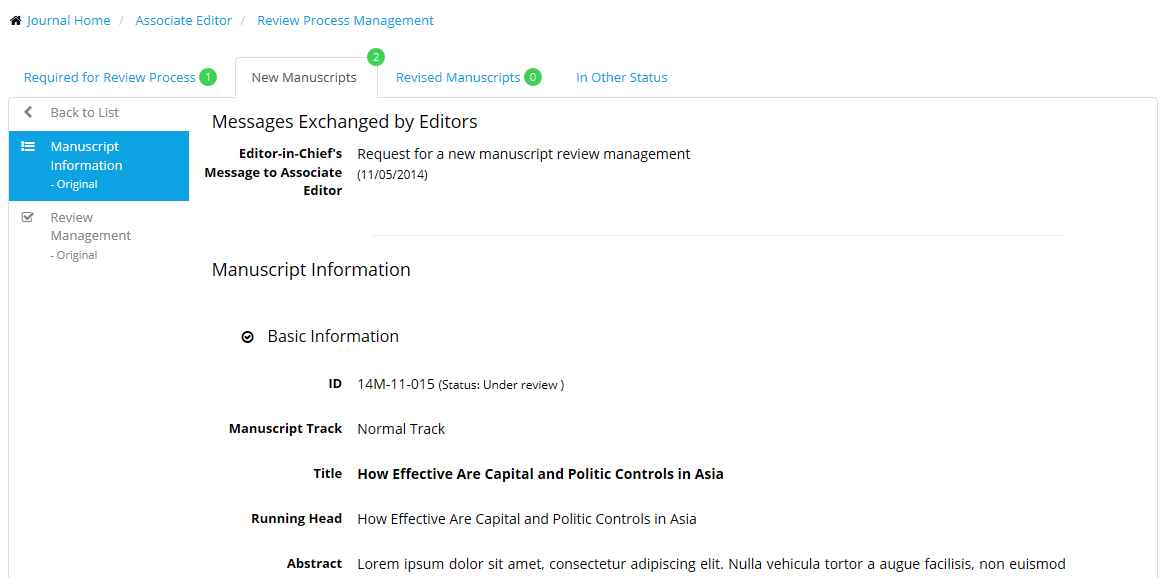 Journal Home / Associate Editor / Review Process Management
Required for Review Process 1 New Manuscripts 2 Revised Manuscripts 0 In Other Status
Back to List
Manuscript
Information
- Original
Review
Management
- Original
Messages Exchanged by Editors
Editor-in-Chief's
Message to Associate
Editor
Request for a new manuscript review management
(11/05/2014)
Manuscript Information
Basic Information
ID 14M-11-015 (Status: Under review )
Manuscript Track Normal Track
Title How Effective Are Capital and Politic Controls in Asia
Running Head How Effective Are Capital and Politic Controls in Asia
Abstract Lorem ipsum dolor sit amet, consectetur adipiscing elit. Nulla vehicula tortor a augue facilisis, non euismod